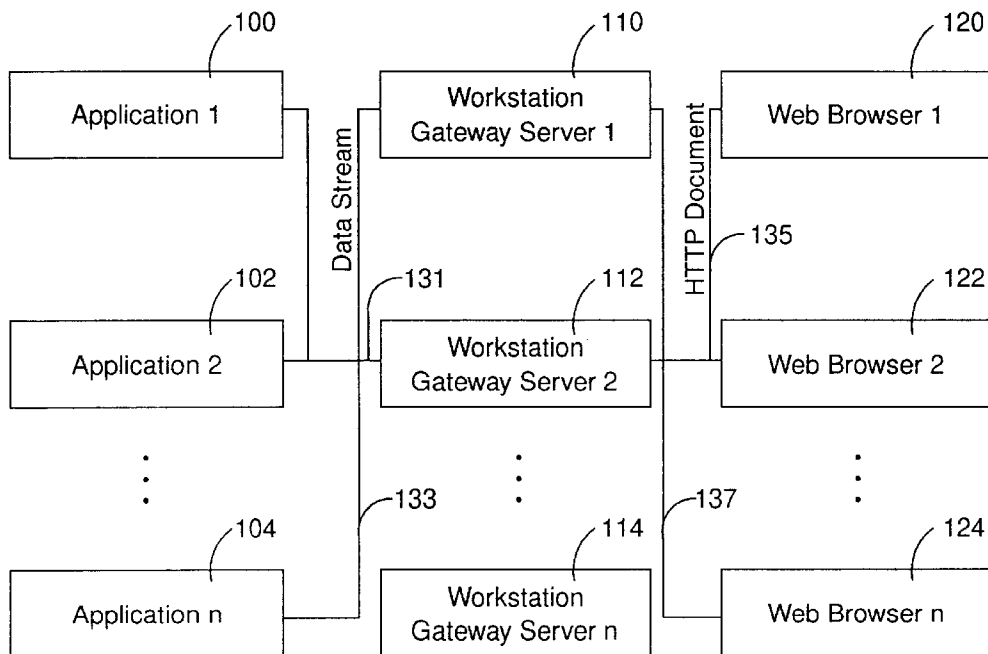 100
110
120
Application 1
Workstation
Gateway Server 1
Web Browser 1
Data Stream
HTTP Document
135
102
131
112
122
Application 2
Workstation
Gateway Server 2
Web Browser 2
133
137
104
114
124
Application n
Workstation
Gateway Server n
Web Browser n